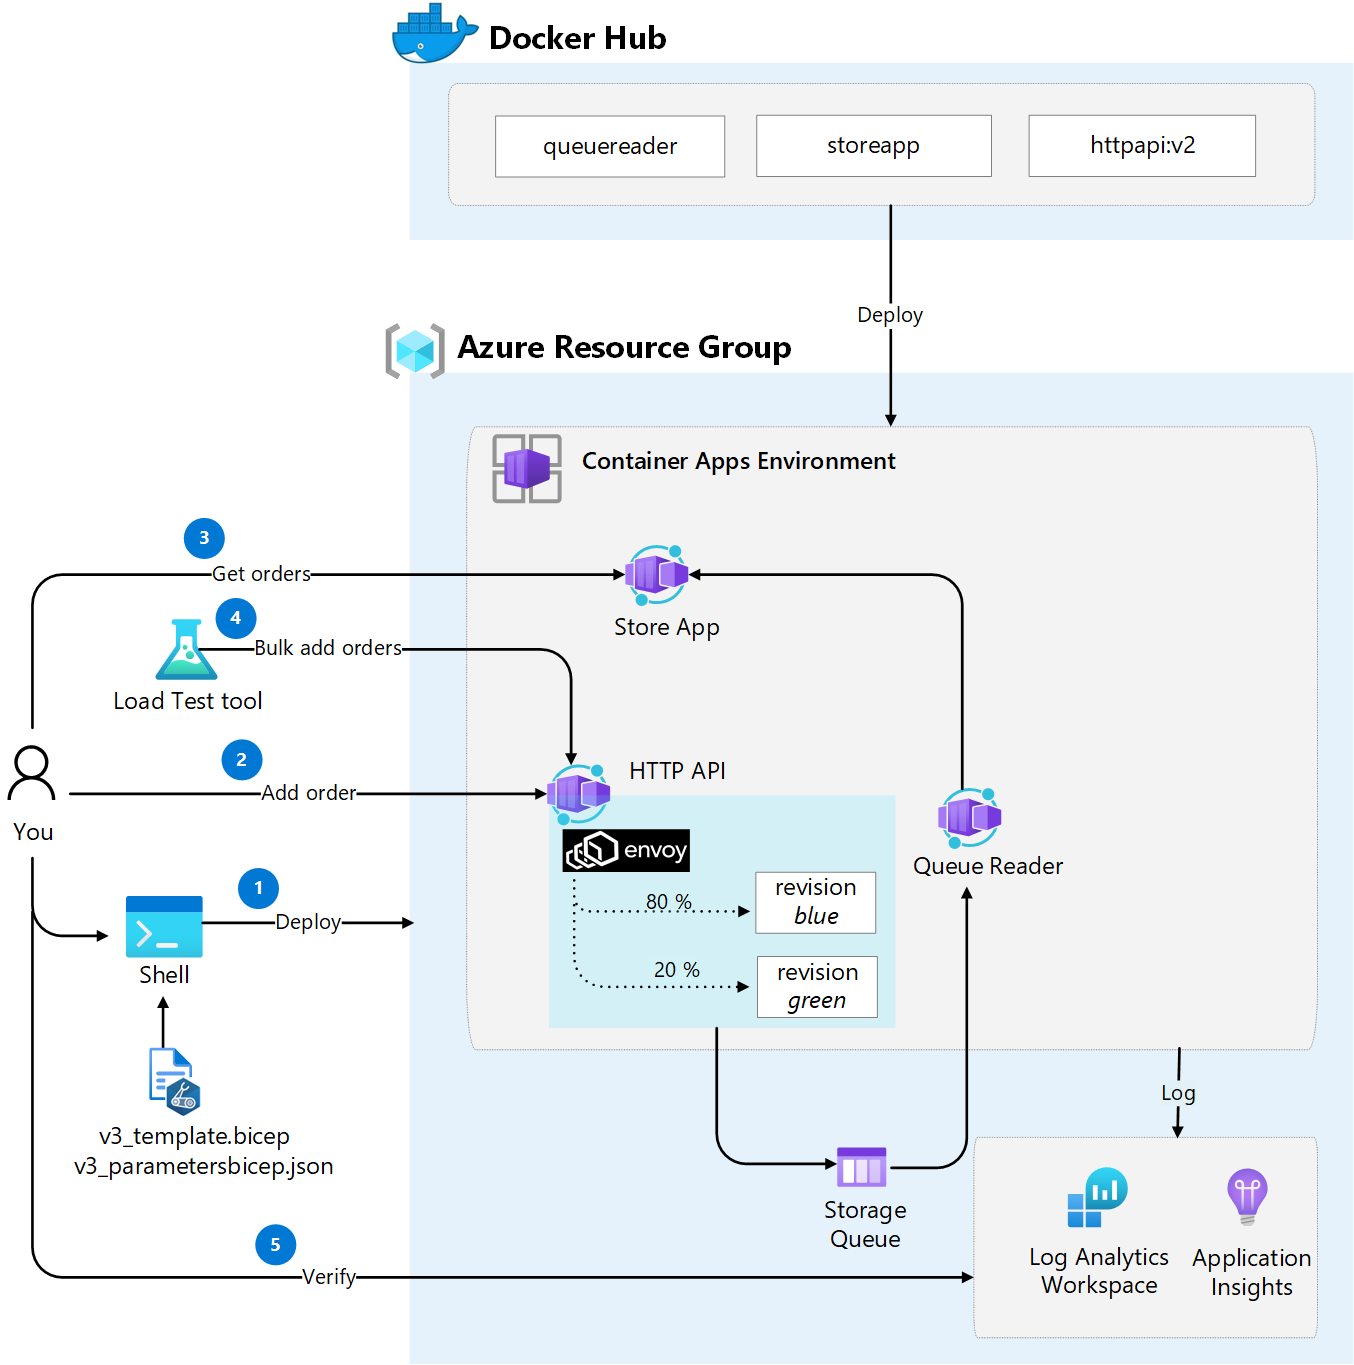 Docker Hub
queuereader
storeapp
httpapi:v2
Deploy
Azure Resource Group
Container Apps Environment
3
Get orders
Store App
4
Bulk add orders
Load Test tool
2
Add order
HTTP API
You
envoy
Queue Reader
80 %
revision
blue
1
Deploy
Shell
20 %
revision
green
v3_template.bicep
v3_parametersbicep.json
Log
Storage
Queue
5
Verify
Log Analytics
Workspace
Application
Insights